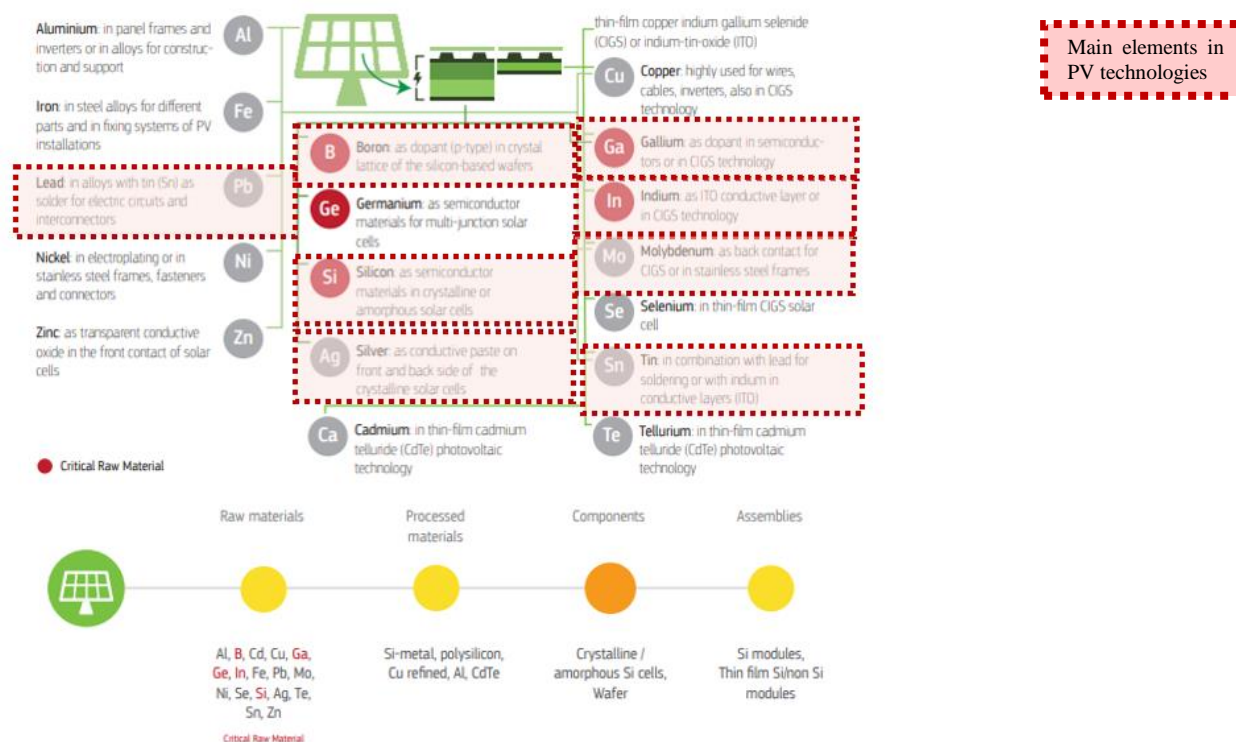 Aluminium: in panel frames and
inverters or in alloys for construc-
tion and support
Al
Iron: in steel alloys for different
parts and in fixing systems of PV
installations
Fe
Lead: in alloys with tin (Sn) as
solder for electric circuits and
interconnectors
Pb
Nickel: in electroplating or in
stainless steel frames, fasteners
and connectors
Ni
Zinc: as transparent conductive
oxide in the front contact of solar
cells
Zn
Critical Raw Material
B
Boron: as dopant (p-type) in crystal
lattice of the silicon-based wafers
Ge
Germanium: as semiconductor
materials for multi-junction solar
cells
Si
Silicon: as semiconductor
materials in crystalline or
amorphous solar cells
Ag
Silver: as conductive paste on
front and back side of the
crystalline solar cells
Ca
Cadmium: in thin-film cadmium
telluride (CdTe) photovoltaic
technology
thin-film copper indium gallium selenide
(CIGS) or indium-tin-oxide (ITO)
Cu
Copper: highly used for wires,
cables, inverters, also in CIGS
technology
Ga
Gallium: as dopant in semiconduc-
tors or in CIGS technology
In
Indium: as ITO conductive layer or
in CIGS technology
Mo
Molybdenum: as back contact for
CIGS or in stainless steel frames
Se
Selenium: in thin-film CIGS solar
cell
Sn
Tin: in combination with lead for
soldering or with indium in
conductive layers (ITO)
Te
Tellurium: in thin-film cadmium
telluride (CdTe) photovoltaic
technology
Main elements in
PV technologies
Raw materials
Processed
materials
Components
Assemblies
Al, B, Cd, Cu, Ga,
Ge, In, Fe, Pb, Mo,
Ni, Se, Si, Ag, Te,
Sn, Zn
Critical Raw Material
Si-metal, polysilicon,
Cu refined, Al, CdTe
Crystalline /
amorphous Si cells,
Wafer
Si modules,
Thin film Si/non Si
modules